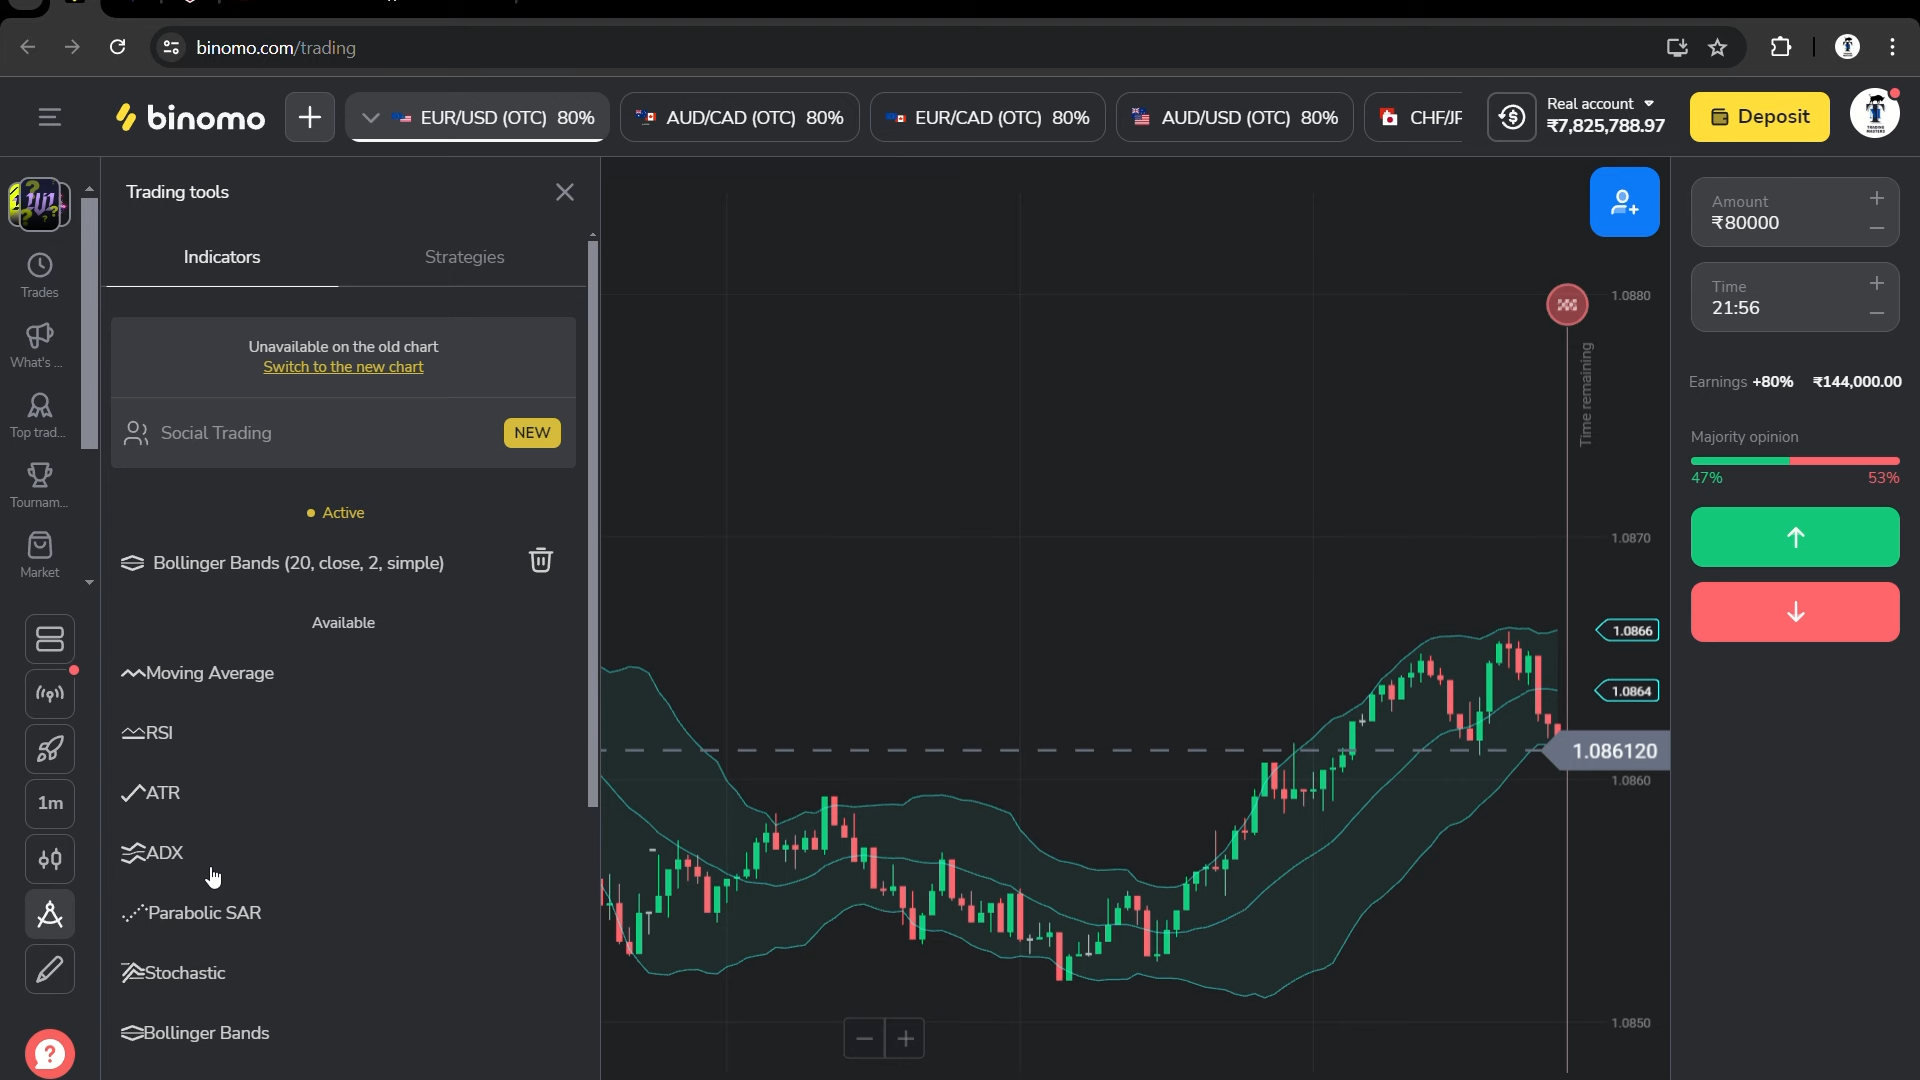 binomo.com/trading
binomo
EUR/USD (OTC) 80%
AUD/CAD (OTC) 80%
EUR/CAD (OTC) 80%
AUD/USD (OTC) 80%
CHF/JF
Real account
₹7,825,788.97
Deposit
Trades
What's ...
Top trad...
Tournam...
Market
1m
Trading tools
Indicators
Strategies
Unavailable on the old chart
Switch to the new chart
Social Trading
NEW
Active
Bollinger Bands (20, close, 2, simple)
Available
Moving Average
RSI
ATR
ADX
Parabolic SAR
Stochastic
Bollinger Bands
Time remaining
1.0880
1.0870
1.0866
1.0864
1.086120
1.0860
1.0850
Amount
₹80000
Time
21:56
Earnings +80% ₹144,000.00
Majority opinion
47% 53%